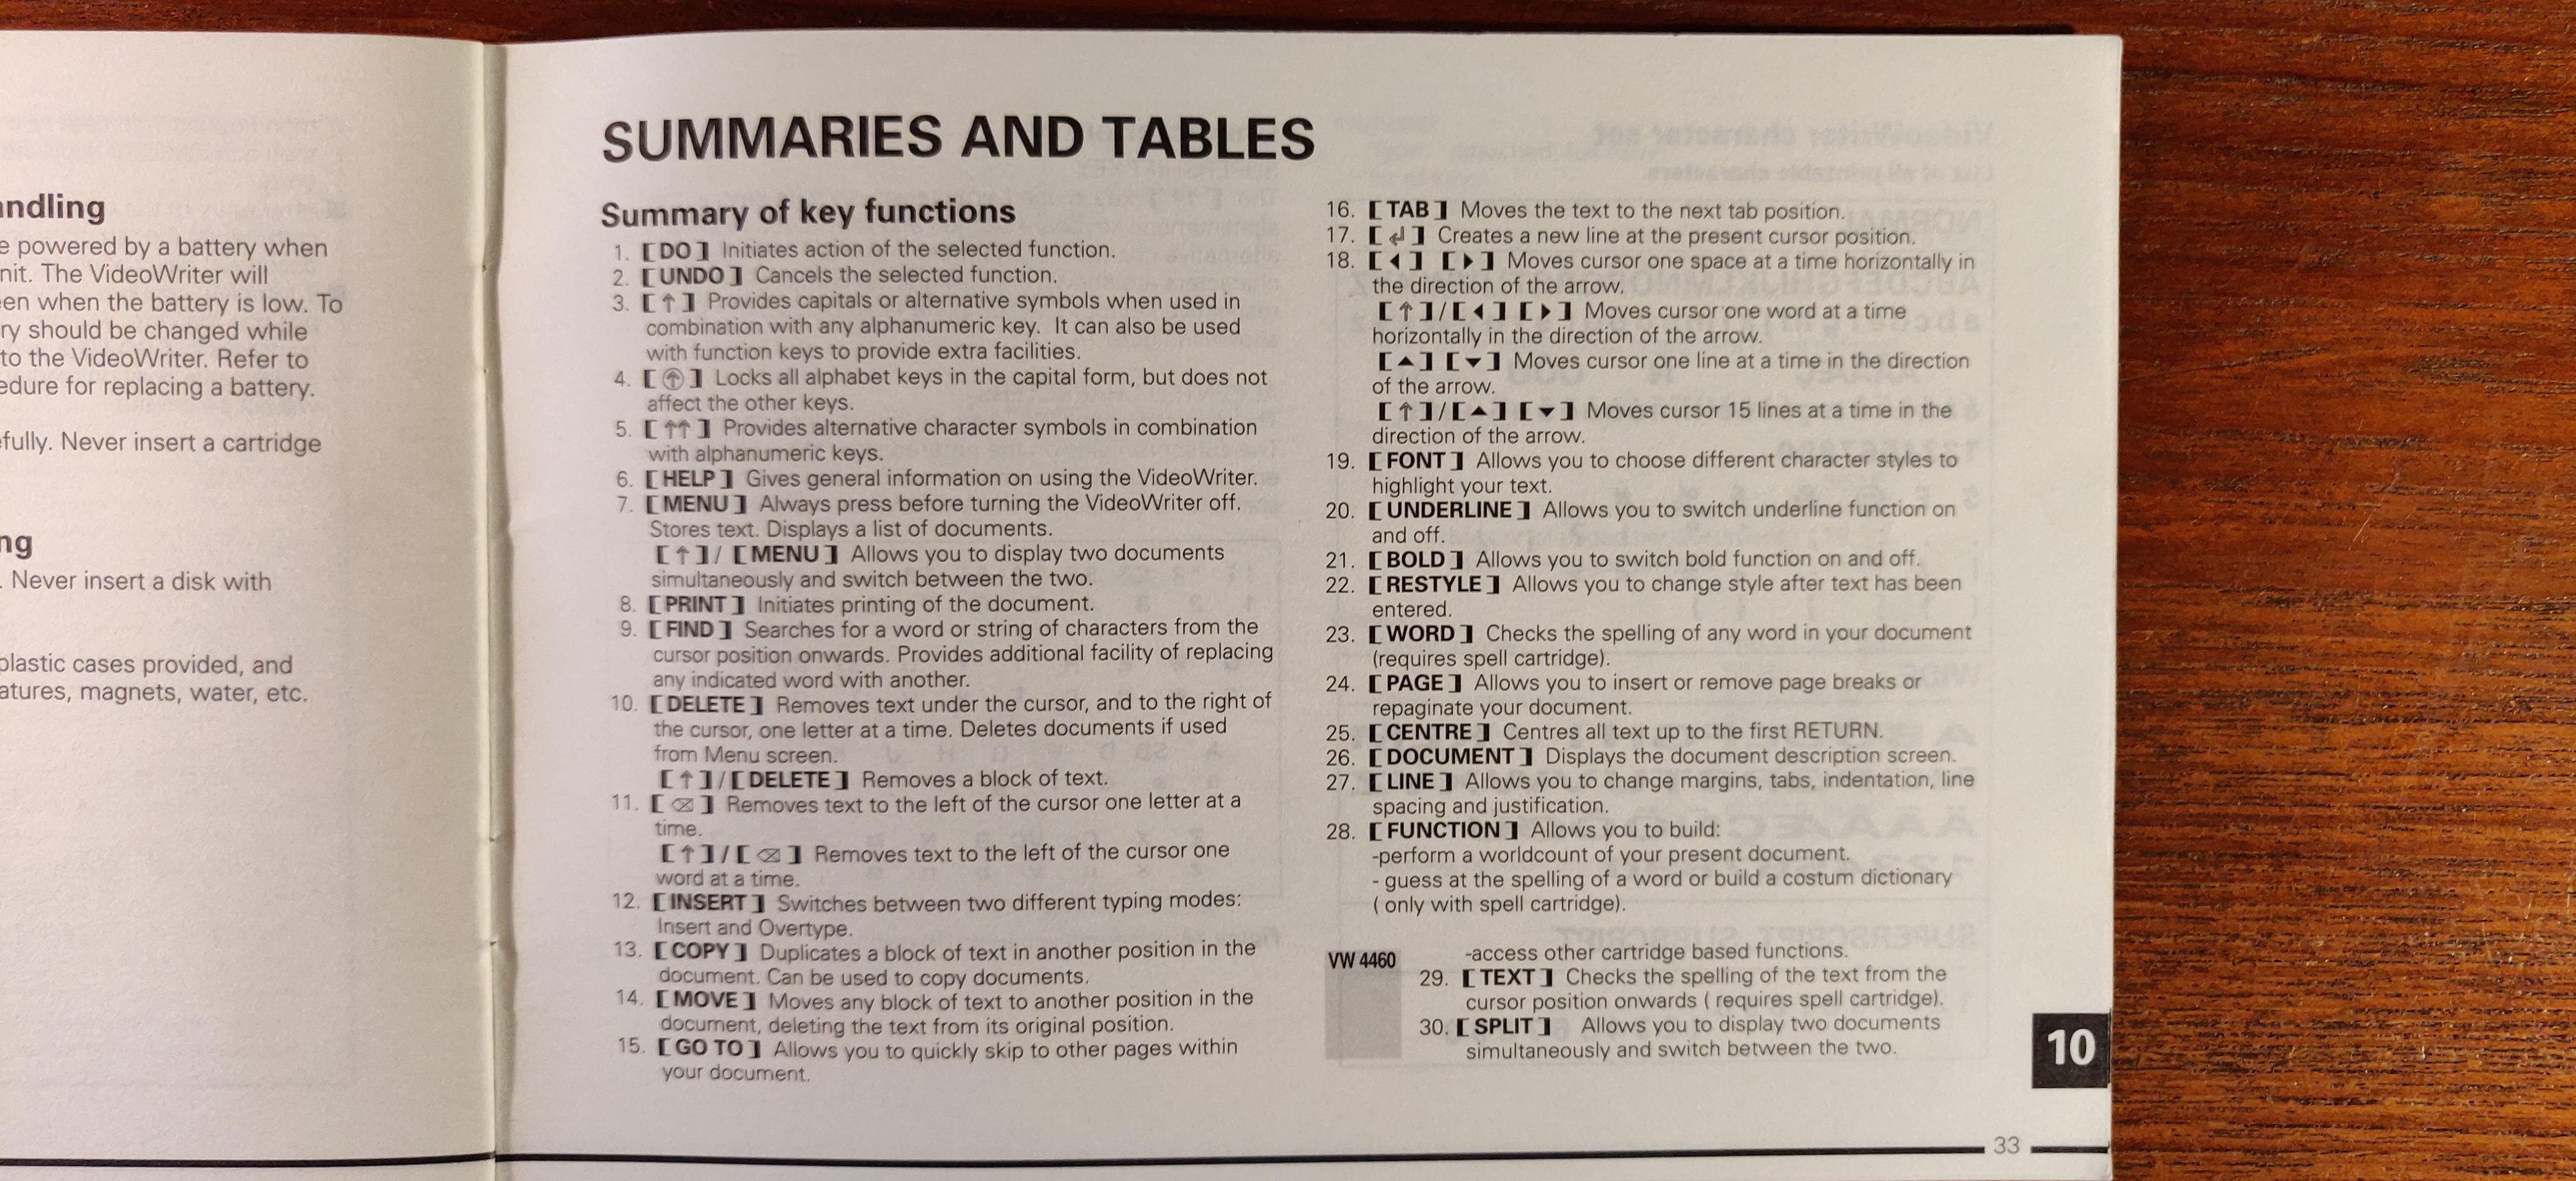 andling
e powered by a battery when
nit. The VideoWriter will
en when the battery is low. To
ry should be changed while
to the VideoWriter. Refer to
edure for replacing a battery.
fully. Never insert a cartridge
ng
. Never insert a disk with
plastic cases provided, and
atures, magnets, water, etc.
SUMMARIES AND TABLES
Summary of key functions
1. [DO] Initiates action of the selected function.
2. [UNDO] Cancels the selected function.
3. [↑] Provides capitals or alternative symbols when used in
combination with any alphanumeric key. It can also be used
with function keys to provide extra facilities.
4. [⇑] Locks all alphabet keys in the capital form, but does not
affect the other keys.
5. [↑↑] Provides alternative character symbols in combination
with alphanumeric keys.
6. [HELP] Gives general information on using the VideoWriter.
7. [MENU] Always press before turning the VideoWriter off.
Stores text. Displays a list of documents.
[↑]/ [MENU] Allows you to display two documents
simultaneously and switch between the two.
8. [PRINT] Initiates printing of the document.
9. [FIND] Searches for a word or string of characters from the
cursor position onwards. Provides additional facility of replacing
any indicated word with another.
10. [DELETE] Removes text under the cursor, and to the right of
the cursor, one letter at a time. Deletes documents if used
from Menu screen.
[↑]/[DELETE] Removes a block of text.
11. [⌫] Removes text to the left of the cursor one letter at a
time.
[↑]/[⌫] Removes text to the left of the cursor one
word at a time.
12. [INSERT] Switches between two different typing modes:
Insert and Overtype.
13. [COPY] Duplicates a block of text in another position in the
document. Can be used to copy documents.
14. [MOVE] Moves any block of text to another position in the
document, deleting the text from its original position.
15. [GO TO] Allows you to quickly skip to other pages within
your document.
16. [TAB] Moves the text to the next tab position.
17. [↵] Creates a new line at the present cursor position.
18. [◀] [▶] Moves cursor one space at a time horizontally in
the direction of the arrow.
[↑]/[◀] [▶] Moves cursor one word at a time
horizontally in the direction of the arrow.
[▲] [▼] Moves cursor one line at a time in the direction
of the arrow.
[↑]/[▲] [▼] Moves cursor 15 lines at a time in the
direction of the arrow.
19. [FONT] Allows you to choose different character styles to
highlight your text.
20. [UNDERLINE] Allows you to switch underline function on
and off.
21. [BOLD] Allows you to switch bold function on and off.
22. [RESTYLE] Allows you to change style after text has been
entered.
23. [WORD] Checks the spelling of any word in your document
(requires spell cartridge).
24. [PAGE] Allows you to insert or remove page breaks or
repaginate your document.
25. [CENTRE] Centres all text up to the first RETURN.
26. [DOCUMENT] Displays the document description screen.
27. [LINE] Allows you to change margins, tabs, indentation, line
spacing and justification.
28. [FUNCTION] Allows you to build:
-perform a worldcount of your present document.
- guess at the spelling of a word or build a costum dictionary
( only with spell cartridge).
VW 4460
-access other cartridge based functions.
29. [TEXT] Checks the spelling of the text from the
cursor position onwards ( requires spell cartridge).
30. [SPLIT] Allows you to display two documents
simultaneously and switch between the two.
10
33